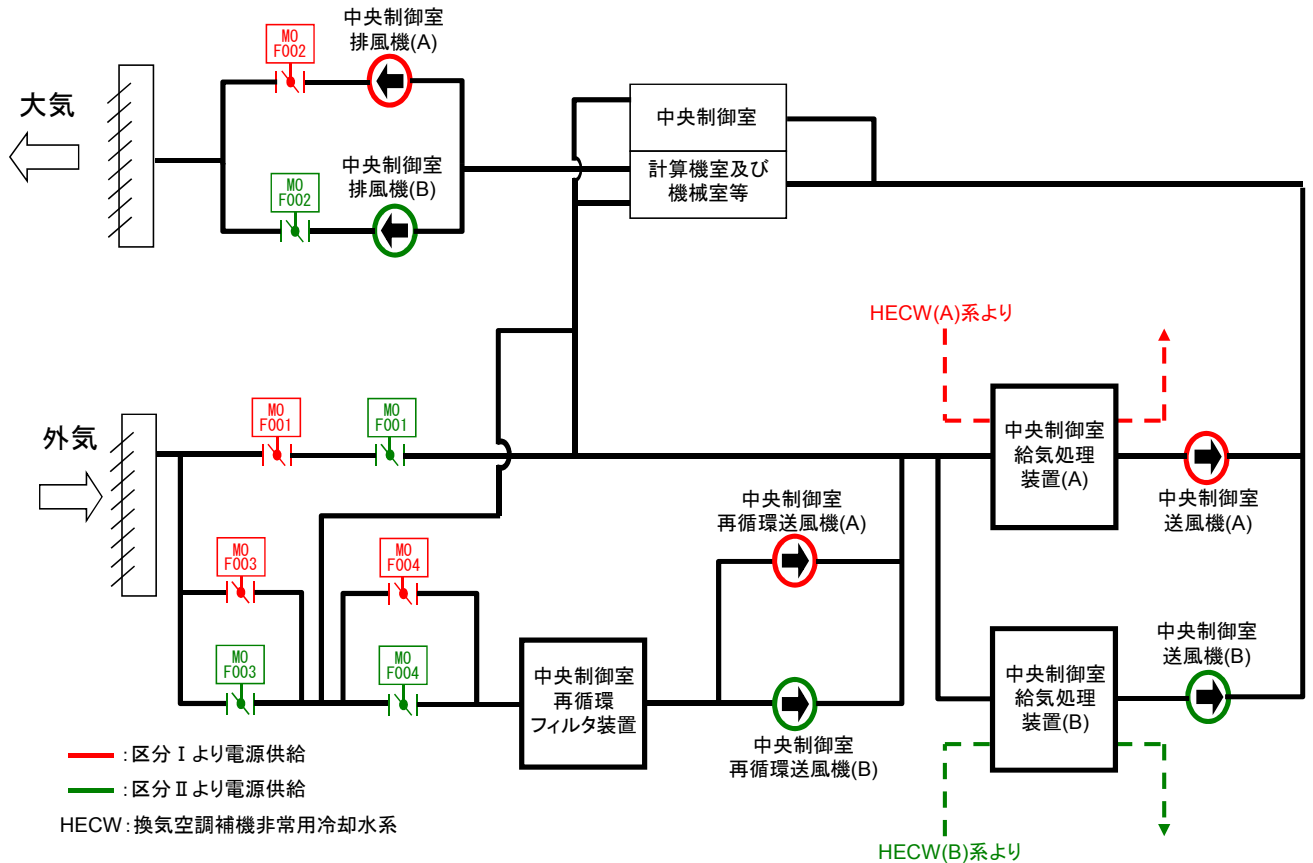 中央制御室
排風機(A)
MO
F002
大気
中央制御室
排風機(B)
MO
F002
中央制御室
計算機室及び
機械室等
HECW(A)系より
外気
MO
F001
MO
F001
中央制御室
給気処理
装置(A)
中央制御室
送風機(A)
中央制御室
再循環送風機(A)
MO
F003
MO
F004
MO
F003
MO
F004
中央制御室
再循環
フィルタ装置
中央制御室
再循環送風機(B)
中央制御室
給気処理
装置(B)
中央制御室
送風機(B)
:区分Ⅰより電源供給
:区分Ⅱより電源供給
HECW:換気空調補機非常用冷却水系
HECW(B)系より